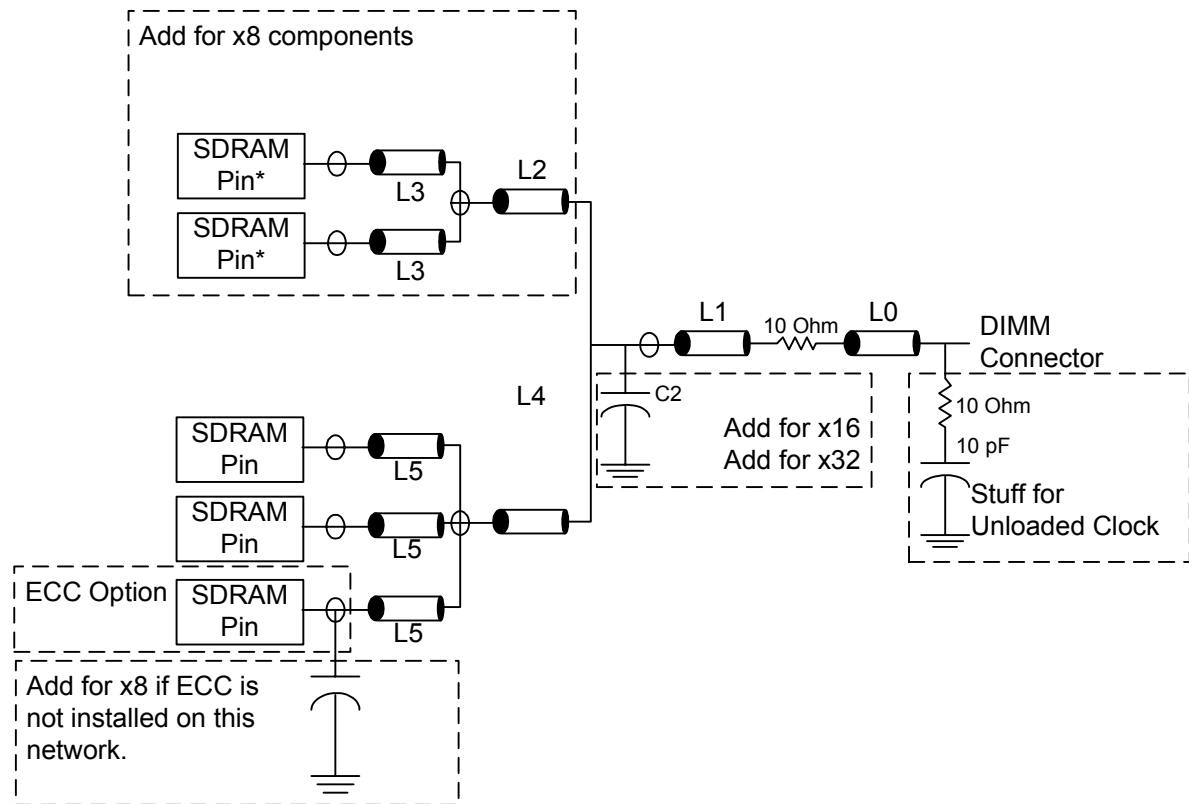 Add for x8 components
SDRAM
Pin*
L3
L2
SDRAM
Pin*
L3
L1
10 Ohm
L0
DIMM
Connector
C2
Add for x16
Add for x32
10 Ohm
10 pF
Stuff for
Unloaded Clock
L4
SDRAM
Pin
L5
SDRAM
Pin
L5
ECC Option
SDRAM
Pin
L5
Add for x8 if ECC is
not installed on this
network.